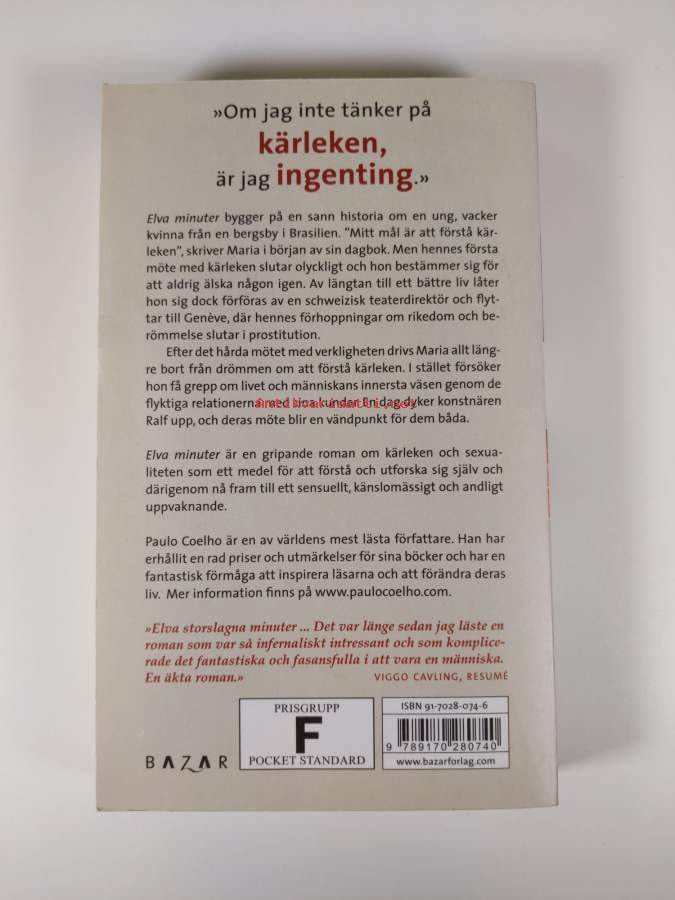 »Om jag inte tänker på
kärleken,
är jag ingenting.»
Elva minuter bygger på en sann historia om en ung, vacker
kvinna från en bergsby i Brasilien. ”Mitt mål är att förstå kär-
leken”, skriver Maria i början av sin dagbok. Men hennes första
möte med kärleken slutar olyckligt och hon bestämmer sig för
att aldrig älska någon igen. Av längtan till ett bättre liv låter
hon sig dock förföras av en schweizisk teaterdirektör och flyt-
tar till Genève, där hennes förhoppningar om rikedom och be-
römmelse slutar i prostitution.
Efter det hårda mötet med verkligheten drivs Maria allt läng-
re bort från drömmen om att förstå kärleken. I stället försöker
hon få grepp om livet och människans innersta väsen genom de
flyktiga relationerna med sina kunder. En dag dyker konstnären
Ralf upp, och deras möte blir en vändpunkt för dem båda.
Elva minuter är en gripande roman om kärleken och sexua-
liteten som ett medel för att förstå och utforska sig själv och
därigenom nå fram till ett sensuellt, känslomässigt och andligt
uppvaknande.
Paulo Coelho är en av världens mest lästa författare. Han har
erhållit en rad priser och utmärkelser för sina böcker och har en
fantastisk förmåga att inspirera läsarna och att förändra deras
liv. Mer information finns på www.paulocoelho.com.
»Elva storslagna minuter ... Det var länge sedan jag läste en
roman som var så infernaliskt intressant och som komplice-
rade det fantastiska och fasansfulla i att vara en människa.
En äkta roman.»
VIGGO CAVLING, RESUMÉ
BAZAR
PRISGRUPP
F
POCKET STANDARD
ISBN 91-7028-074-6
9 789170 280740
www.bazarforlag.com